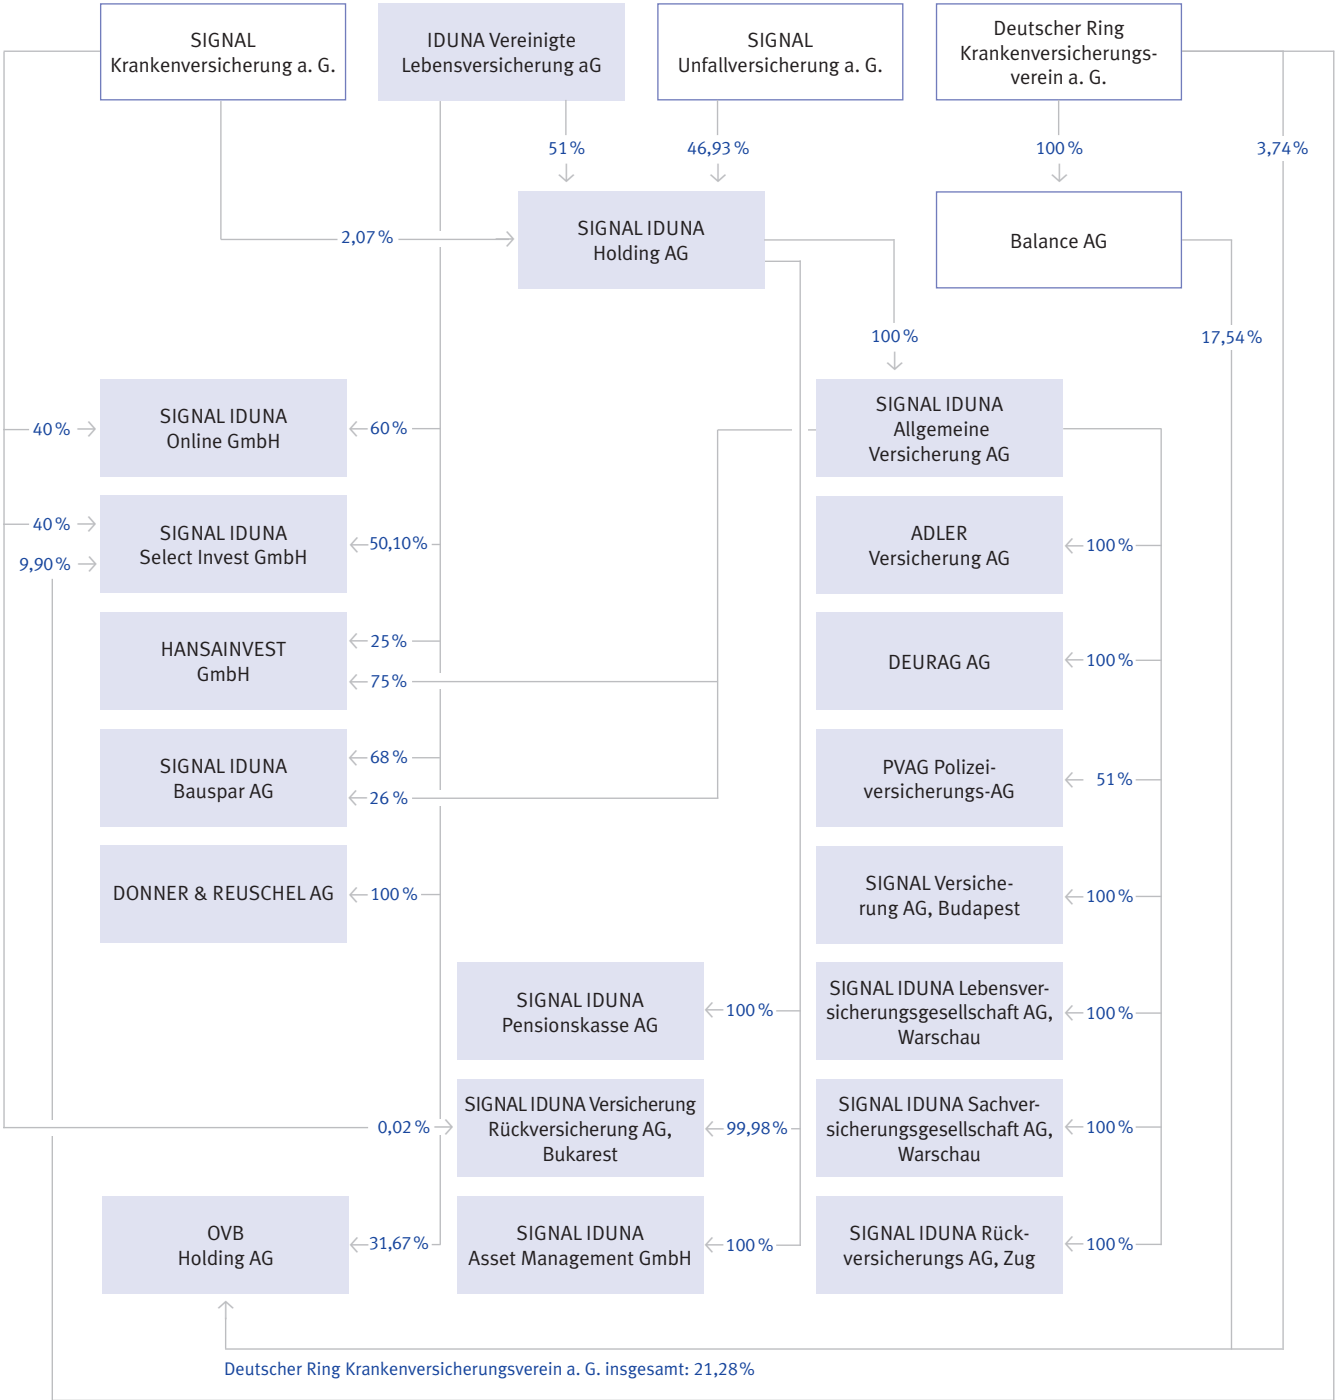 SIGNAL
Krankenversicherung a. G.
IDUNA Vereinigte
Lebensversicherung aG
SIGNAL
Unfallversicherung a. G.
Deutscher Ring
Krankenversicherungs-
verein a. G.
51 %
46,93 %
100 %
3,74 %
2,07 %
SIGNAL IDUNA
Holding AG
Balance AG
100 %
17,54 %
40 %
SIGNAL IDUNA
Online GmbH
60 %
SIGNAL IDUNA
Allgemeine
Versicherung AG
40 %
9,90 %
SIGNAL IDUNA
Select Invest GmbH
50,10 %
ADLER
Versicherung AG
100 %
HANSAINVEST
GmbH
25 %
75 %
DEURAG AG
100 %
SIGNAL IDUNA
Bauspar AG
68 %
26 %
PVAG Polizei-
versicherungs-AG
51 %
DONNER & REUSCHEL AG
100 %
SIGNAL Versiche-
rung AG, Budapest
100 %
SIGNAL IDUNA
Pensionskasse AG
100 %
SIGNAL IDUNA Lebensver-
sicherungsgesellschaft AG,
Warschau
100 %
0,02 %
SIGNAL IDUNA Versicherung
Rückversicherung AG,
Bukarest
99,98 %
SIGNAL IDUNA Sachver-
sicherungsgesellschaft AG,
Warschau
100 %
OVB
Holding AG
31,67 %
SIGNAL IDUNA
Asset Management GmbH
100 %
SIGNAL IDUNA Rück-
versicherungs AG, Zug
100 %
Deutscher Ring Krankenversicherungsverein a. G. insgesamt: 21,28 %